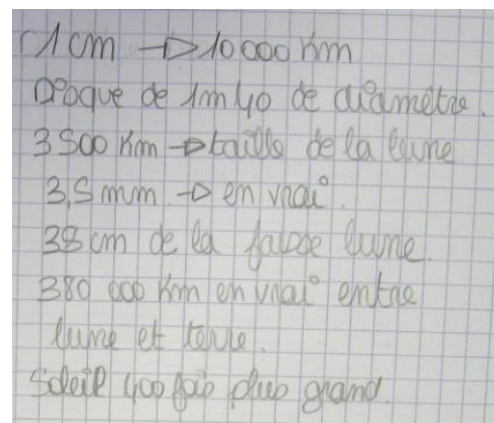 1 cm → 10 000 Km
Disque de 1m40 de diamètre.
3500 Km → taille de la lune
3,5 mm → en vrai.
38 cm de la fausse lune.
380 000 Km en vrai entre
lune et terre.
Soleil 400 fois plus grand.